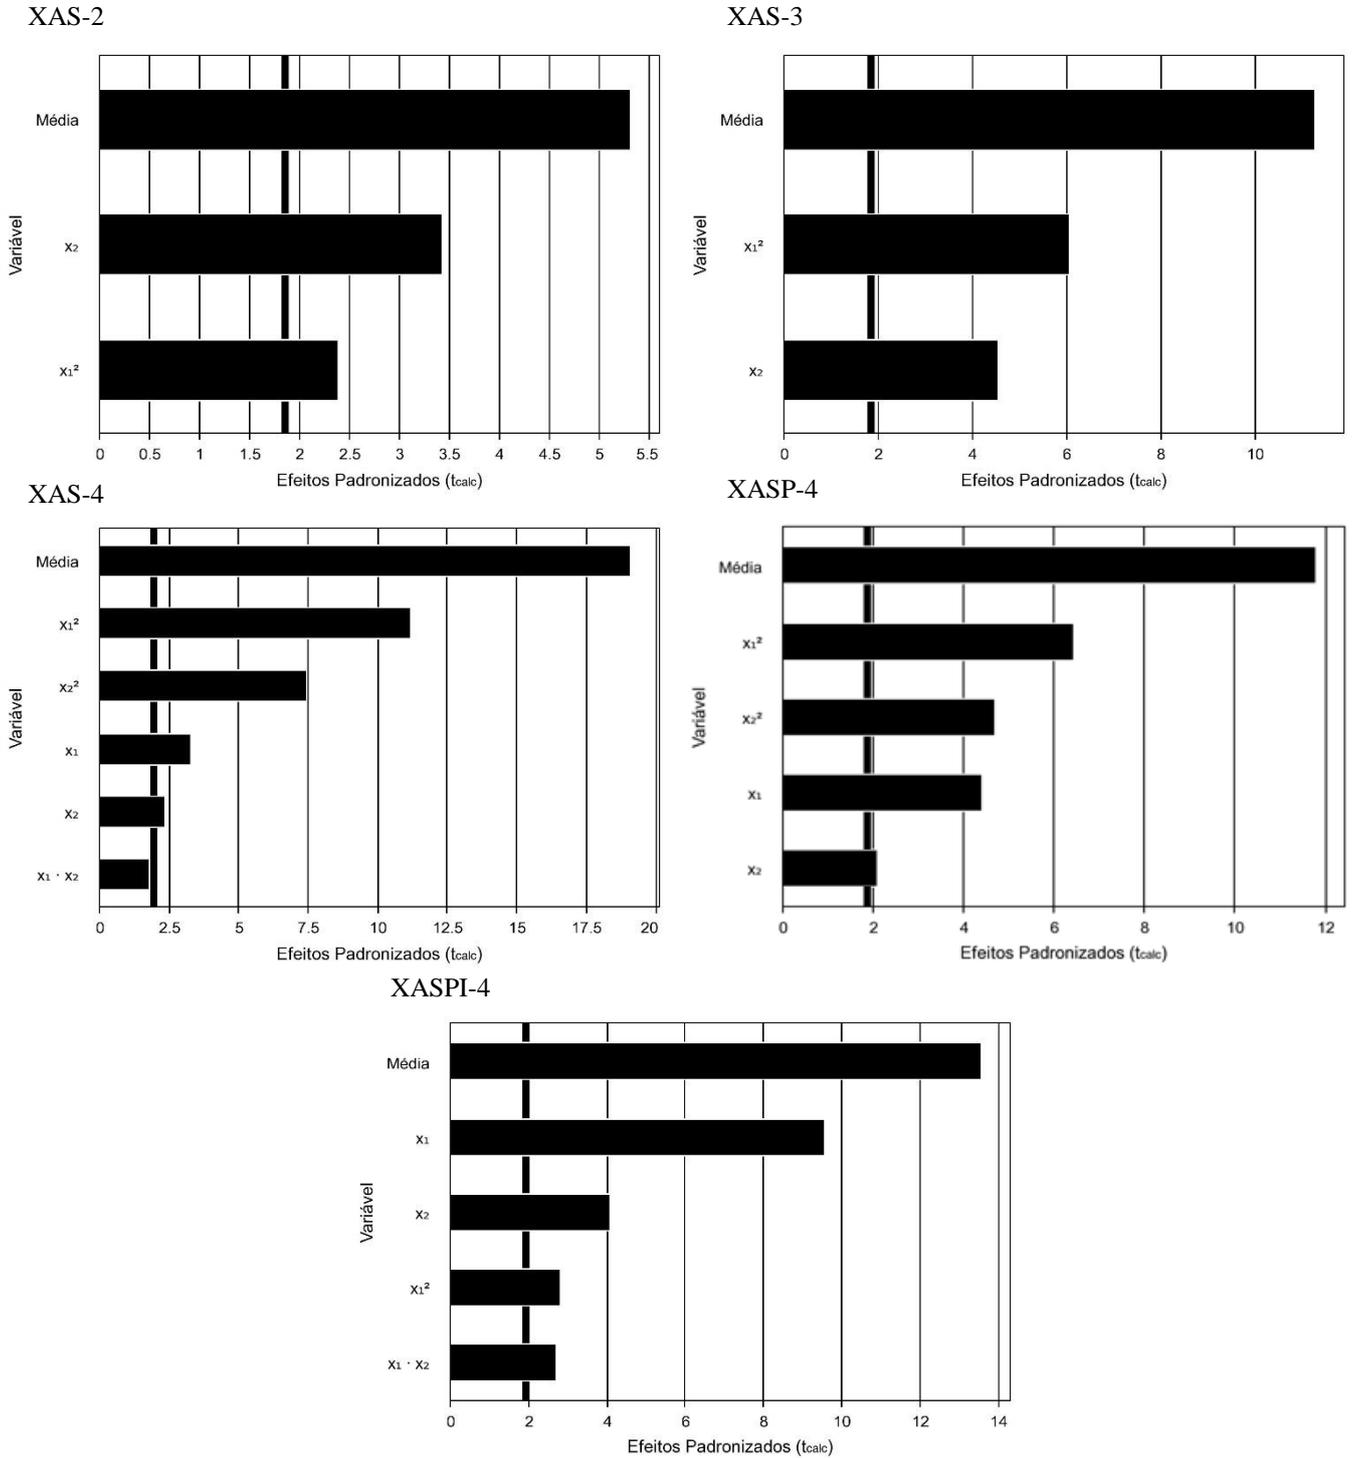 XAS-2
Média
x₂
x₁²
Variável
0 0.5 1 1.5 2 2.5 3 3.5 4 4.5 5 5.5
Efeitos Padronizados (tcalc)
XAS-3
Média
x₁²
x₂
Variável
0 2 4 6 8 10
Efeitos Padronizados (tcalc)
XAS-4
Média
x₁²
x₂²
x₁
x₂
x₁ · x₂
Variável
0 2.5 5 7.5 10 12.5 15 17.5 20
Efeitos Padronizados (tcalc)
XASP-4
Média
x₁²
x₂²
x₁
x₂
Variável
0 2 4 6 8 10 12
Efeitos Padronizados (tcalc)
XASPI-4
Média
x₁
x₂
x₁²
x₁ · x₂
Variável
0 2 4 6 8 10 12 14
Efeitos Padronizados (tcalc)